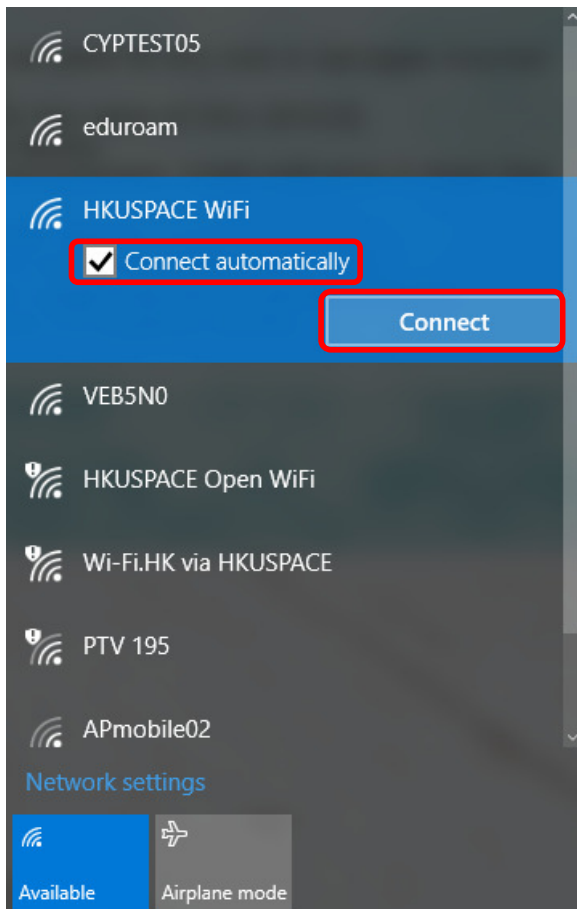 CYPTEST05
eduroam
HKUSPACE WiFi
Connect automatically
Connect
VEB5N0
HKUSPACE Open WiFi
Wi-Fi.HK via HKUSPACE
PTV 195
APmobile02
Network settings
Available
Airplane mode